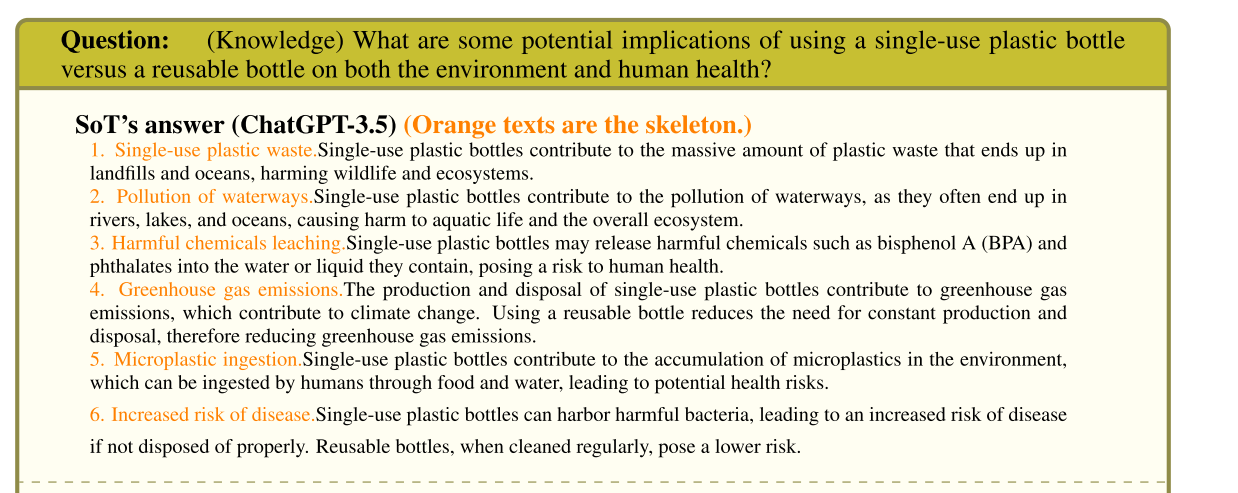 Question: (Knowledge) What are some potential implications of using a single-use plastic bottle
versus a reusable bottle on both the environment and human health?
SoT's answer (ChatGPT-3.5) (Orange texts are the skeleton.)
1. Single-use plastic waste.Single-use plastic bottles contribute to the massive amount of plastic waste that ends up in
landfills and oceans, harming wildlife and ecosystems.
2. Pollution of waterways.Single-use plastic bottles contribute to the pollution of waterways, as they often end up in
rivers, lakes, and oceans, causing harm to aquatic life and the overall ecosystem.
3. Harmful chemicals leaching.Single-use plastic bottles may release harmful chemicals such as bisphenol A (BPA) and
phthalates into the water or liquid they contain, posing a risk to human health.
4. Greenhouse gas emissions.The production and disposal of single-use plastic bottles contribute to greenhouse gas
emissions, which contribute to climate change. Using a reusable bottle reduces the need for constant production and
disposal, therefore reducing greenhouse gas emissions.
5. Microplastic ingestion.Single-use plastic bottles contribute to the accumulation of microplastics in the environment,
which can be ingested by humans through food and water, leading to potential health risks.
6. Increased risk of disease.Single-use plastic bottles can harbor harmful bacteria, leading to an increased risk of disease
if not disposed of properly. Reusable bottles, when cleaned regularly, pose a lower risk.